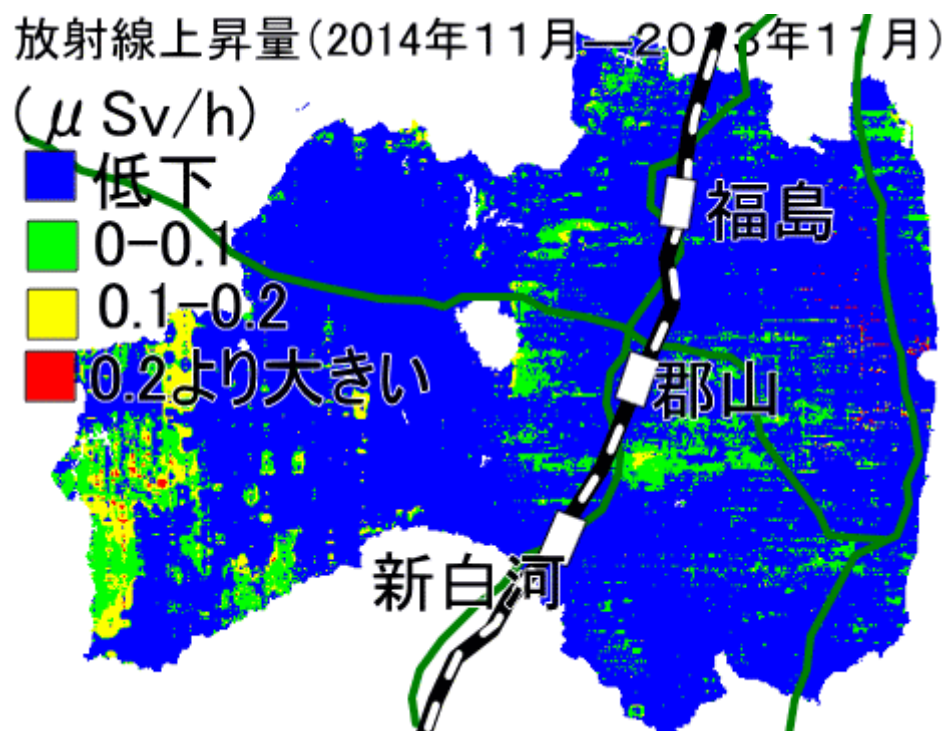 放射線上昇量(2014年11月―2013年11月)
(μSv/h)
低下
0-0.1
0.1-0.2
0.2より大きい
福島
郡山
新白河